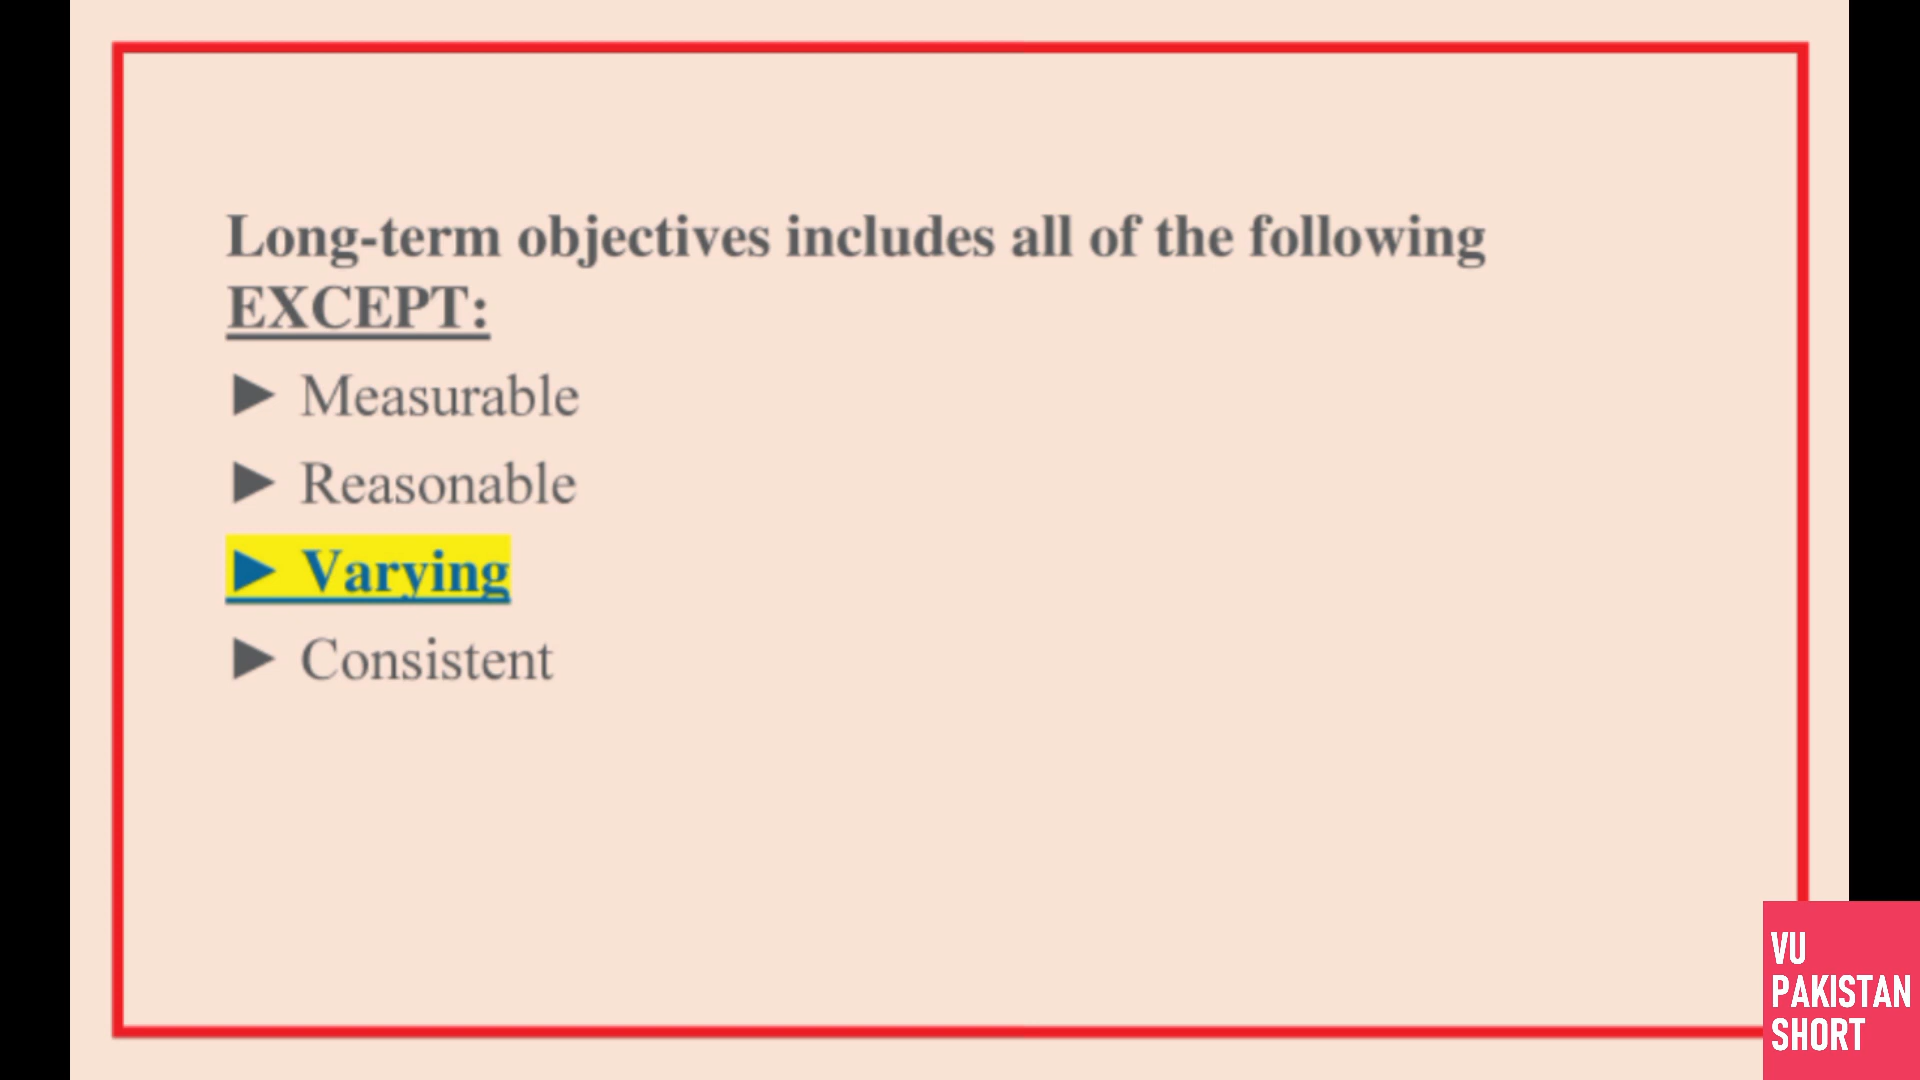 Long-term objectives includes all of the following
EXCEPT:
► Measurable
► Reasonable
► Varying
► Consistent
VU
PAKISTAN
SHORT